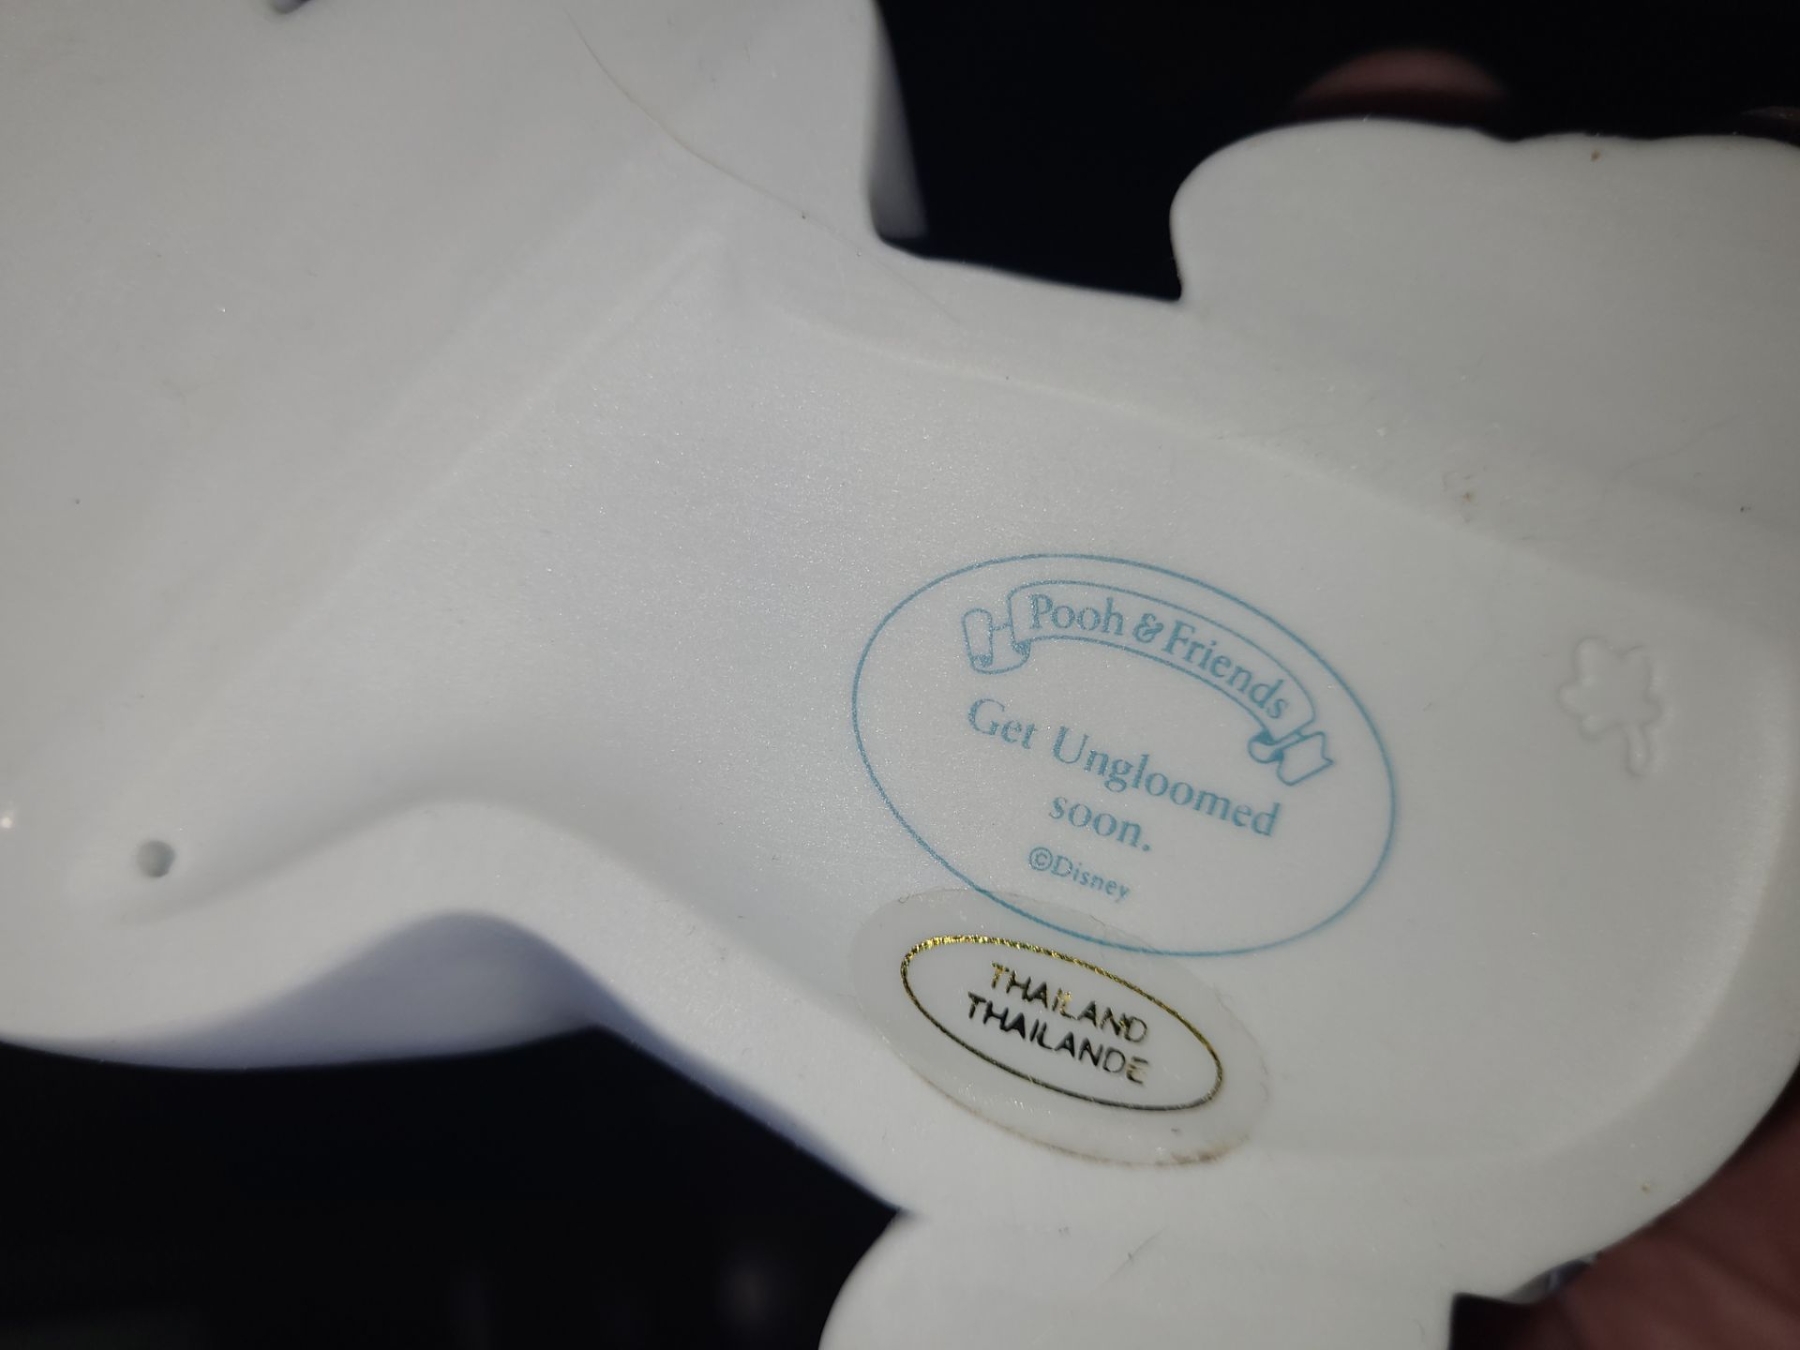 Pooh & Friends
Get Ungloomed
soon.
©Disney
THAILAND
THAILANDE